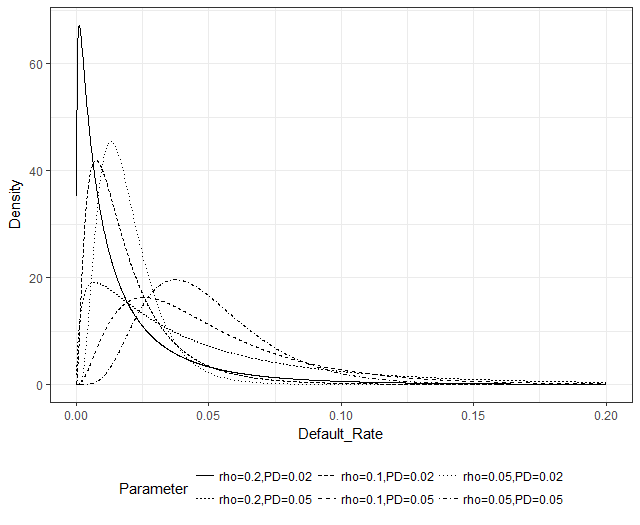 60
40
20
0
Density
0.00 0.05 0.10 0.15 0.20
Default_Rate
Parameter
rho=0.2,PD=0.02 rho=0.1,PD=0.02 rho=0.05,PD=0.02
rho=0.2,PD=0.05 rho=0.1,PD=0.05 rho=0.05,PD=0.05